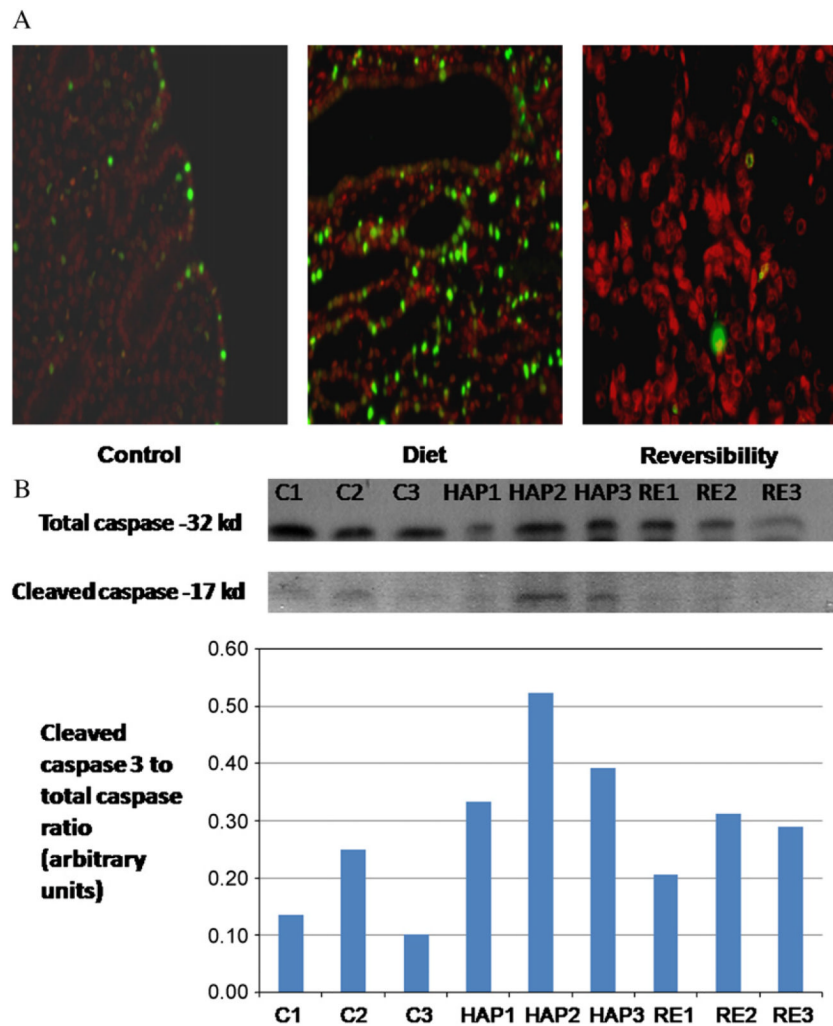 A
Control Diet Reversibility
B
C1 C2 C3 HAP1 HAP2 HAP3 RE1 RE2 RE3
Total caspase -32 kd
Cleaved caspase -17 kd
Cleaved
caspase 3 to
total caspase
ratio
(arbitrary
units)
0.60
0.50
0.40
0.30
0.20
0.10
0.00
C1 C2 C3 HAP1 HAP2 HAP3 RE1 RE2 RE3